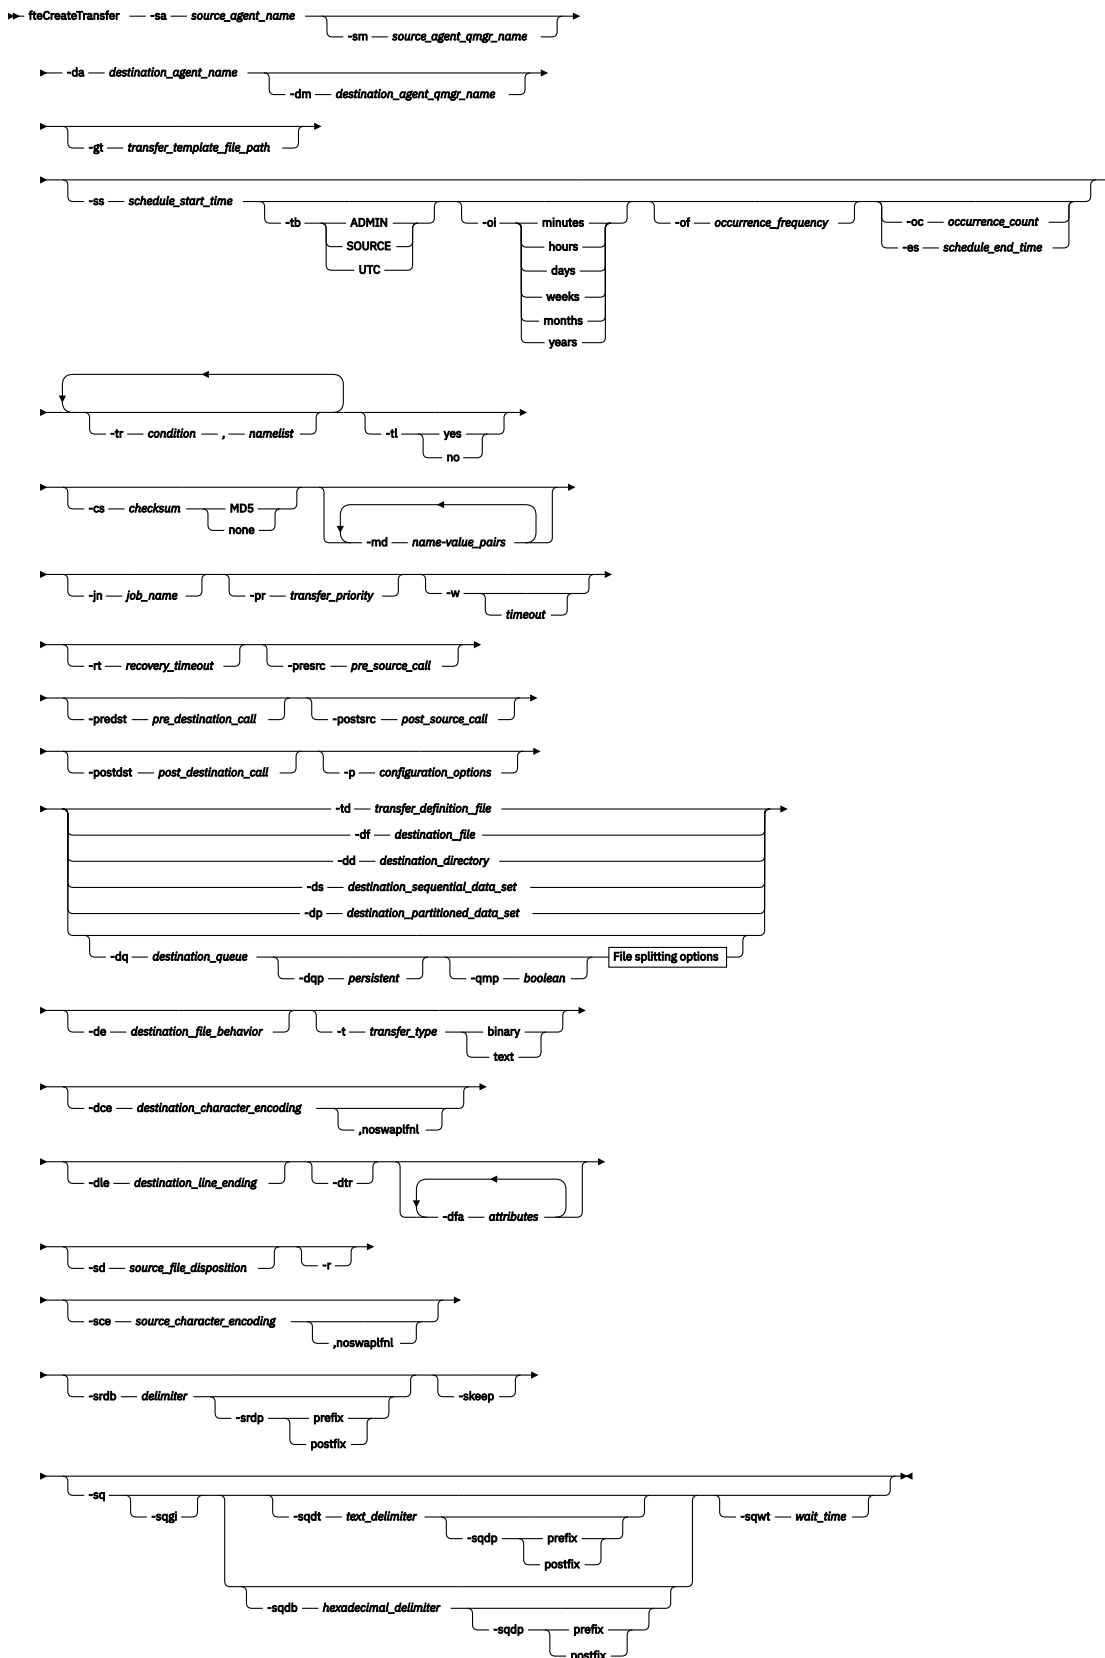 fteCreateTransfer -sa source_agent_name
-sm source_agent_qmgr_name
-da destination_agent_name
-dm destination_agent_qmgr_name
-gt transfer_template_file_path
-ss schedule_start_time
-tb ADMIN -oi minutes -of occurrence_frequency -oc occurrence_count
SOURCE hours -es schedule_end_time
UTC days
weeks
months
years
-tr condition , namelist -tl yes
no
-cs checksum MD5
none
-md name-value_pairs
-jn job_name -pr transfer_priority -w
timeout
-rt recovery_timeout -presrc pre_source_call
-predst pre_destination_call -postsrc post_source_call
-postdst post_destination_call -p configuration_options
-td transfer_definition_file
-df destination_file
-dd destination_directory
-ds destination_sequential_data_set
-dp destination_partitioned_data_set
-dq destination_queue File splitting options
-dqp persistent -qmp boolean
-de destination_file_behavior -t transfer_type binary
text
-dce destination_character_encoding
,noswaplfnl
-dle destination_line_ending -dtr
-dfa attributes
-sd source_file_disposition -r
-sce source_character_encoding
,noswaplfnl
-srdb delimiter -skeep
-srdp prefix
postfix
-sq
-sqgi -sqdt text_delimiter -sqwt wait_time
-sqdp prefix
postfix
-sqdb hexadecimal_delimiter
-sqdp prefix
postfix